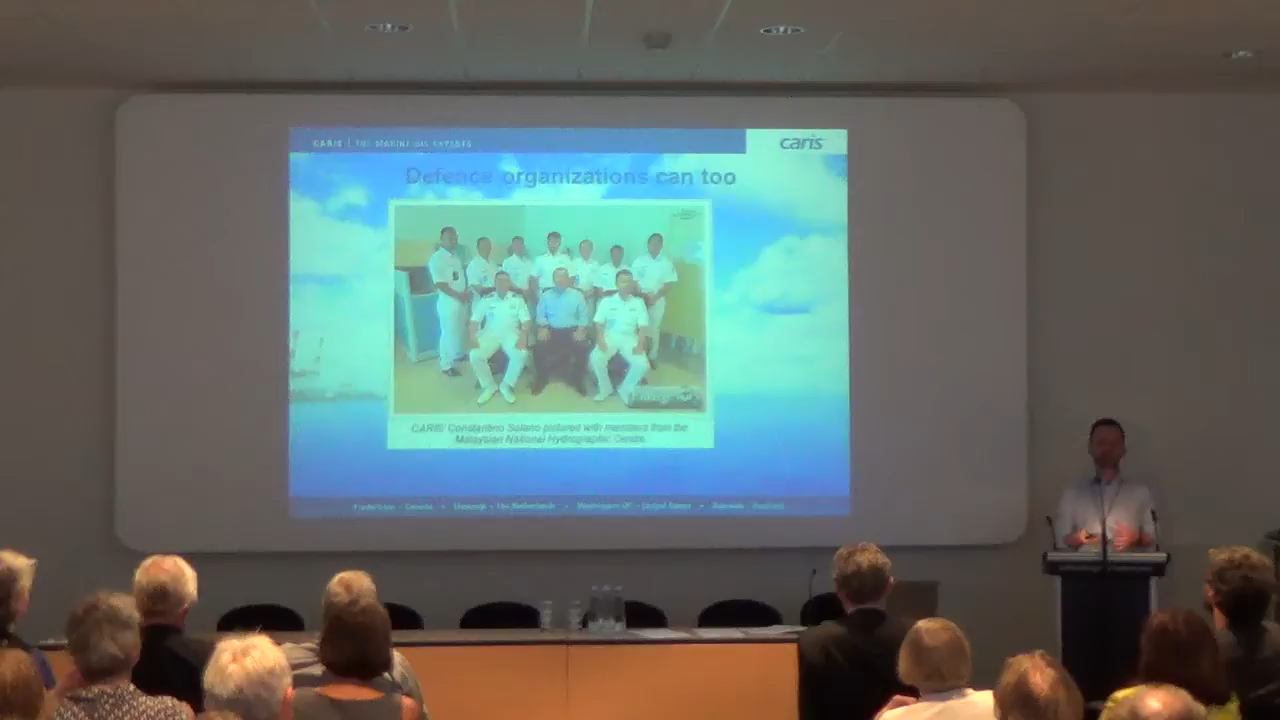 CARIS | THE MARINE GIS EXPERTS
caris
Defence organizations can too
CARIS' Constantino Solano pictured with members from the
Malaysian National Hydrographic Centre.
Fredericton - Canada • Heeswijk - The Netherlands • Washington DC - United States • Adelaide - Australia